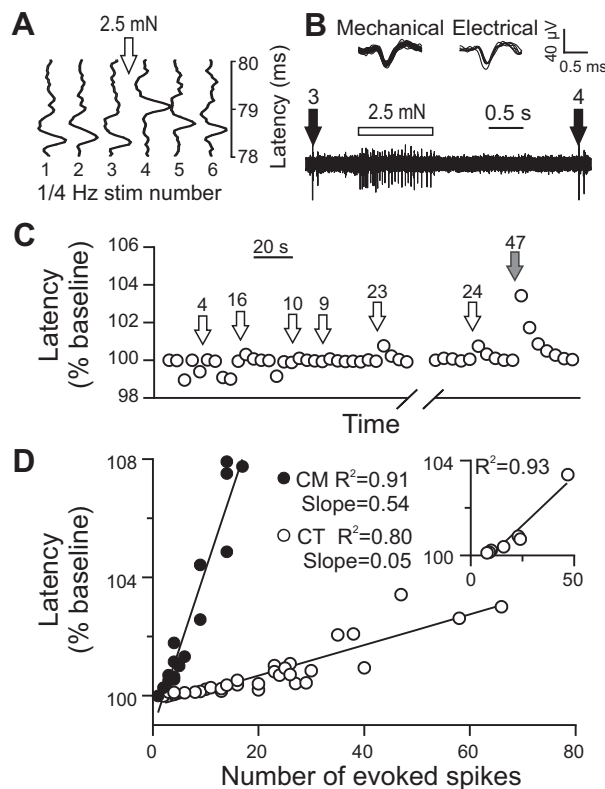 A
2.5 mN
80
79
78
Latency (ms)
1 2 3 4 5 6
1/4 Hz stim number
B
Mechanical Electrical
40 µV
0.5 ms
3
2.5 mN
0.5 s
4
C
106
104
102
100
98
Latency
(% baseline)
20 s
4
16
10
9
23
24
47
Time
D
108
104
100
Latency
(% baseline)
CM R²=0.91
Slope=0.54
CT R²=0.80
Slope=0.05
104
R²=0.93
100
0 50
0 20 40 60 80
Number of evoked spikes